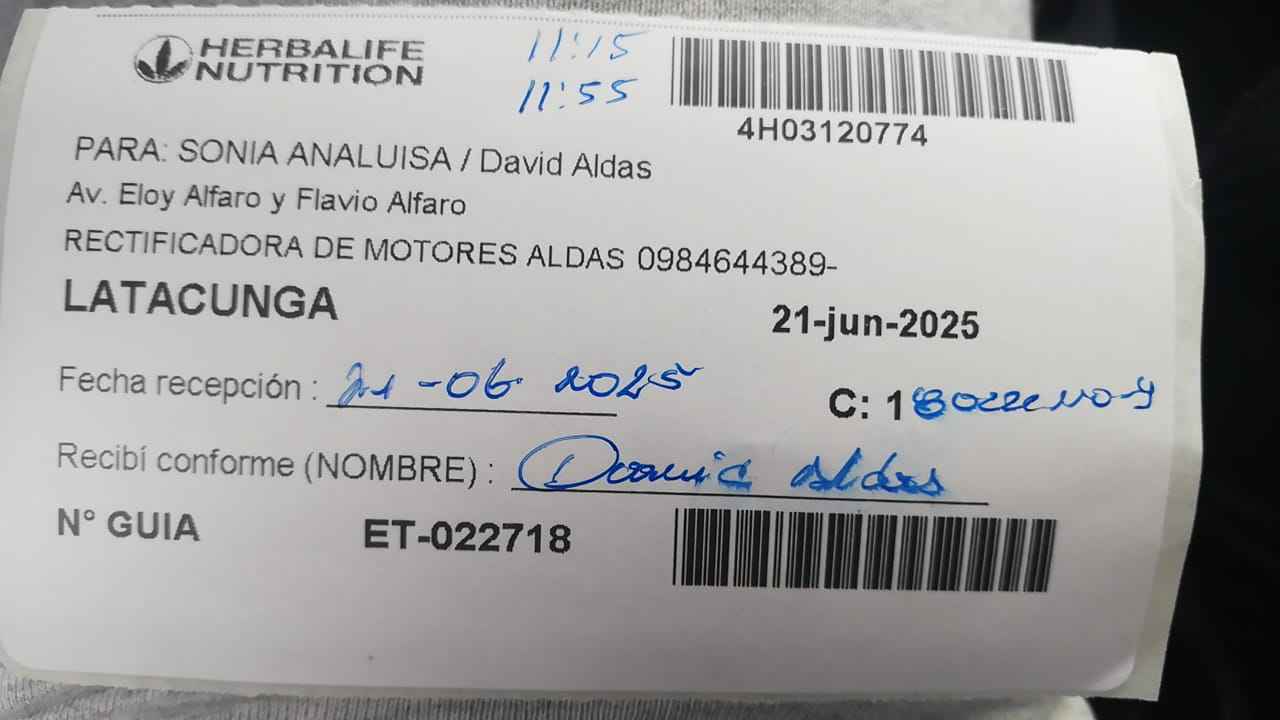 HERBALIFE
NUTRITION
11:15
11:55
4H03120774
PARA: SONIA ANALUISA / David Aldas
Av. Eloy Alfaro y Flavio Alfaro
RECTIFICADORA DE MOTORES ALDAS 0984644389-
LATACUNGA
21-jun-2025
Fecha recepción : 21-06 2025
C: 1
Recibí conforme (NOMBRE) : Aldas
N° GUIA ET-022718